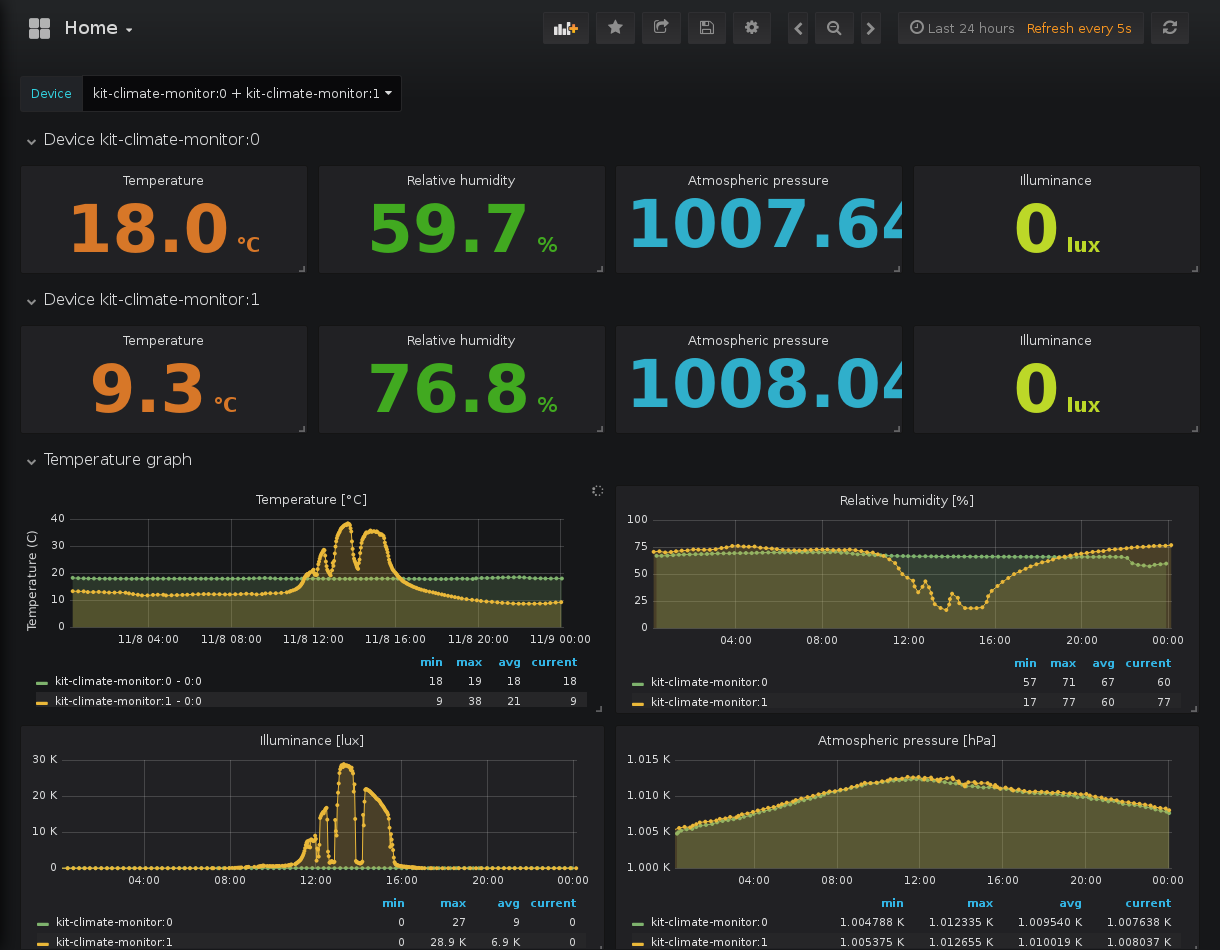 Home
Last 24 hours Refresh every 5s
Device kit-climate-monitor:0 + kit-climate-monitor:1
Device kit-climate-monitor:0
Temperature Relative humidity Atmospheric pressure Illuminance
18.0 °C 59.7 % 1007.64 0 lux
Device kit-climate-monitor:1
Temperature Relative humidity Atmospheric pressure Illuminance
9.3 °C 76.8 % 1008.04 0 lux
Temperature graph
Temperature [°C]
Temperature (C)
40
30
20
10
0
11/8 04:00 11/8 08:00 11/8 12:00 11/8 16:00 11/8 20:00 11/9 00:00
min max avg current
kit-climate-monitor:0 - 0:0 18 19 18 18
kit-climate-monitor:1 - 0:0 9 38 21 9
Relative humidity [%]
100
75
50
25
0
04:00 08:00 12:00 16:00 20:00 00:00
min max avg current
kit-climate-monitor:0 57 71 67 60
kit-climate-monitor:1 17 77 60 77
Illuminance [lux]
30 K
20 K
10 K
0
04:00 08:00 12:00 16:00 20:00 00:00
min max avg current
kit-climate-monitor:0 0 27 9 0
kit-climate-monitor:1 0 28.9 K 6.9 K 0
Atmospheric pressure [hPa]
1.015 K
1.010 K
1.005 K
1.000 K
04:00 08:00 12:00 16:00 20:00 00:00
min max avg current
kit-climate-monitor:0 1.004788 K 1.012335 K 1.009540 K 1.007638 K
kit-climate-monitor:1 1.005375 K 1.012655 K 1.010019 K 1.008037 K